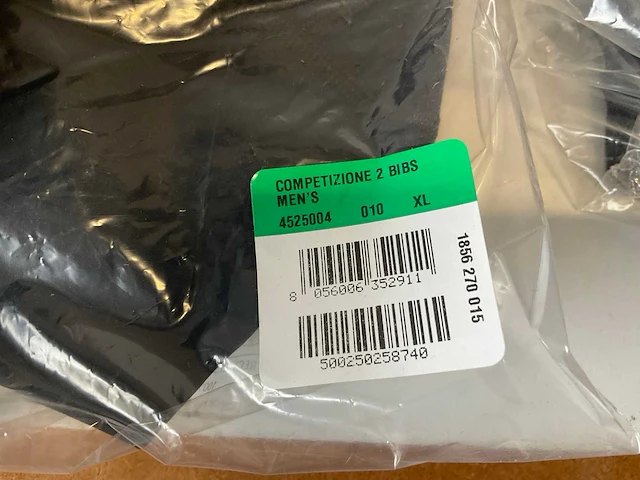 COMPETIZIONE 2 BIBS
MEN'S
4525004 010 XL
8 056006 352911
500250258740
1856 270 015